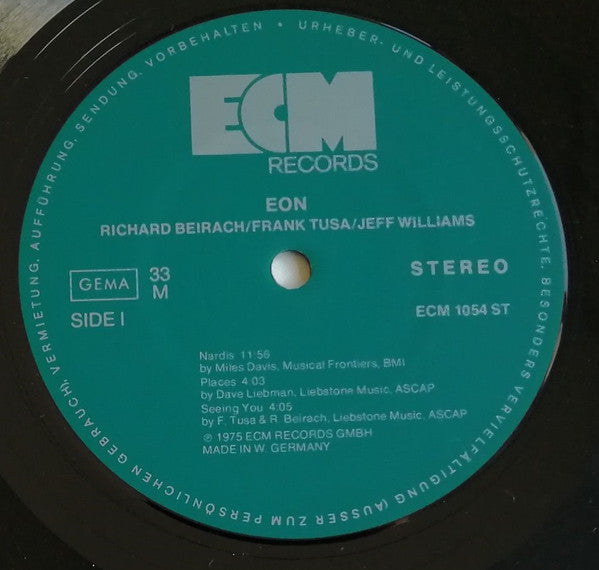 ECM
RECORDS
EON
RICHARD BEIRACH/FRANK TUSA/JEFF WILLIAMS
GEMA
33
M
STEREO
SIDE I
ECM 1054 ST
Nardis 11:56
by Miles Davis, Musical Frontiers, BMI
Places 4:03
by Dave Liebman, Liebstone Music, ASCAP
Seeing You 4:05
by F. Tusa & R. Beirach, Liebstone Music, ASCAP
℗ 1975 ECM RECORDS GMBH
MADE IN W. GERMANY
URHEBER- UND LEISTUNGSSCHUTZRECHTE, BESONDERS VERVIELFÄLTIGUNG (AUSSER ZUM PERSÖNLICHEN GEBRAUCH), VERMIETUNG, AUFFÜHRUNG, SENDUNG, VORBEHALTEN •